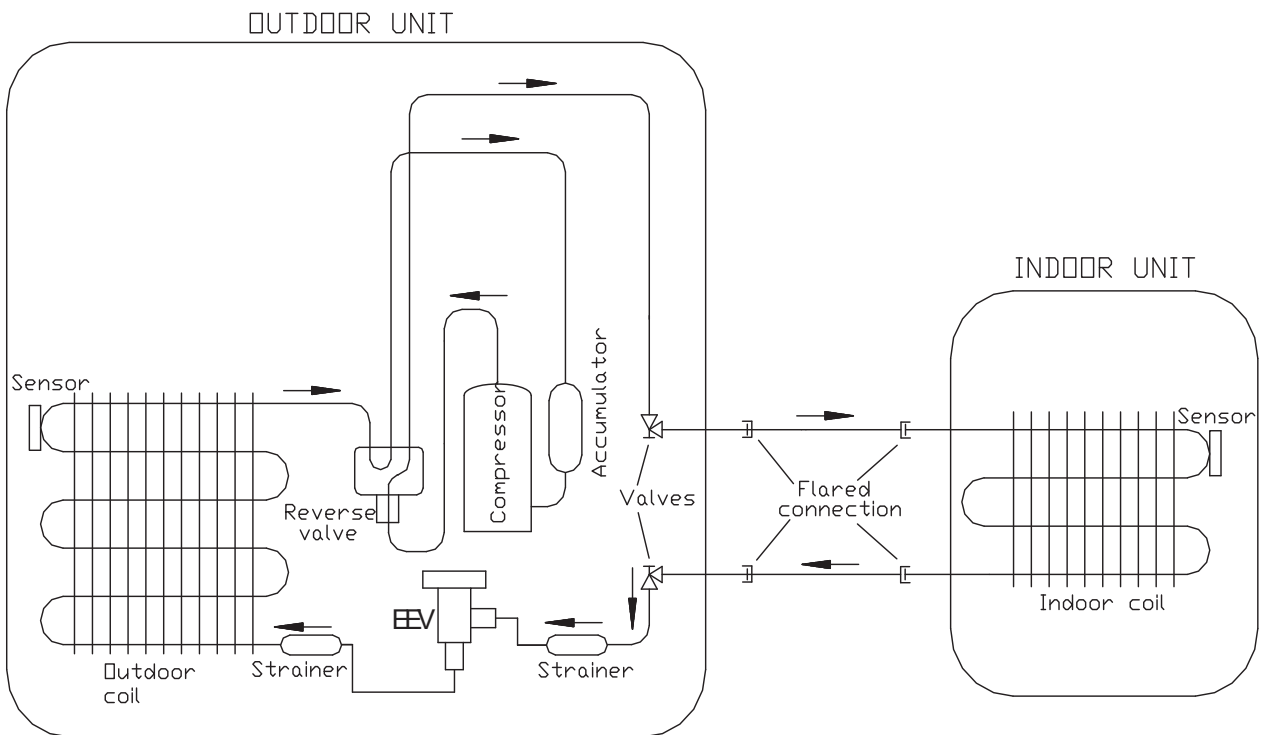 OUTDOOR UNIT
INDOOR UNIT
Sensor
Compressor
Accumulator
Sensor
Reverse
valve
Valves
Flared
connection
EEV
Strainer
Strainer
Indoor coil
Outdoor
coil